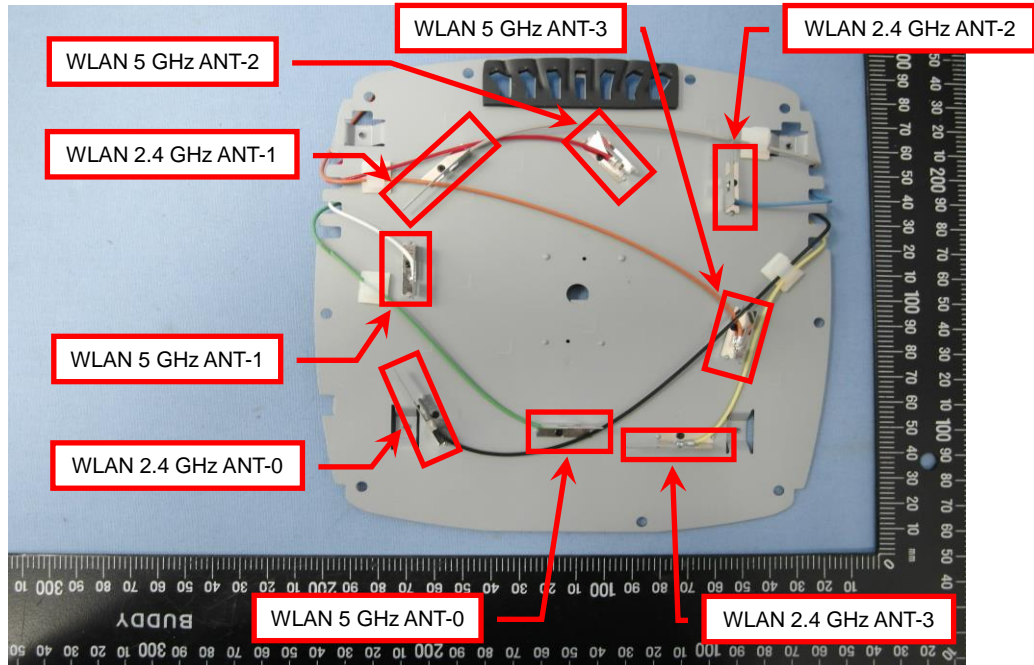 WLAN 5 GHz ANT-3
WLAN 2.4 GHz ANT-2
WLAN 5 GHz ANT-2
WLAN 2.4 GHz ANT-1
WLAN 5 GHz ANT-1
WLAN 2.4 GHz ANT-0
WLAN 5 GHz ANT-0
WLAN 2.4 GHz ANT-3
BUDDY